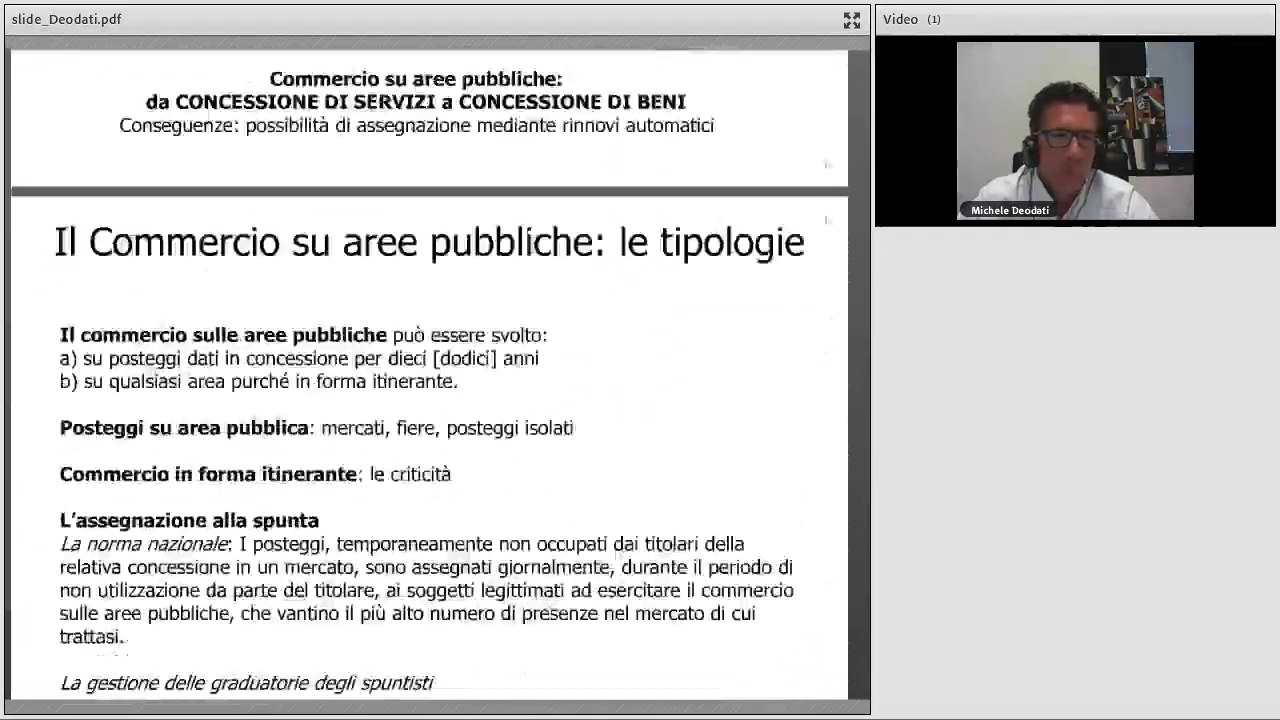 slide_Deodati.pdf
Video (1)
Commercio su aree pubbliche:
da CONCESSIONE DI SERVIZI a CONCESSIONE DI BENI
Conseguenze: possibilità di assegnazione mediante rinnovi automatici
Michele Deodati
Il Commercio su aree pubbliche: le tipologie
Il commercio sulle aree pubbliche può essere svolto:
a) su posteggi dati in concessione per dieci [dodici] anni
b) su qualsiasi area purché in forma itinerante.
Posteggi su area pubblica: mercati, fiere, posteggi isolati
Commercio in forma itinerante: le criticità
L'assegnazione alla spunta
La norma nazionale: I posteggi, temporaneamente non occupati dai titolari della
relativa concessione in un mercato, sono assegnati giornalmente, durante il periodo di
non utilizzazione da parte del titolare, ai soggetti legittimati ad esercitare il commercio
sulle aree pubbliche, che vantino il più alto numero di presenze nel mercato di cui
trattasi.
La gestione delle graduatorie degli spuntisti